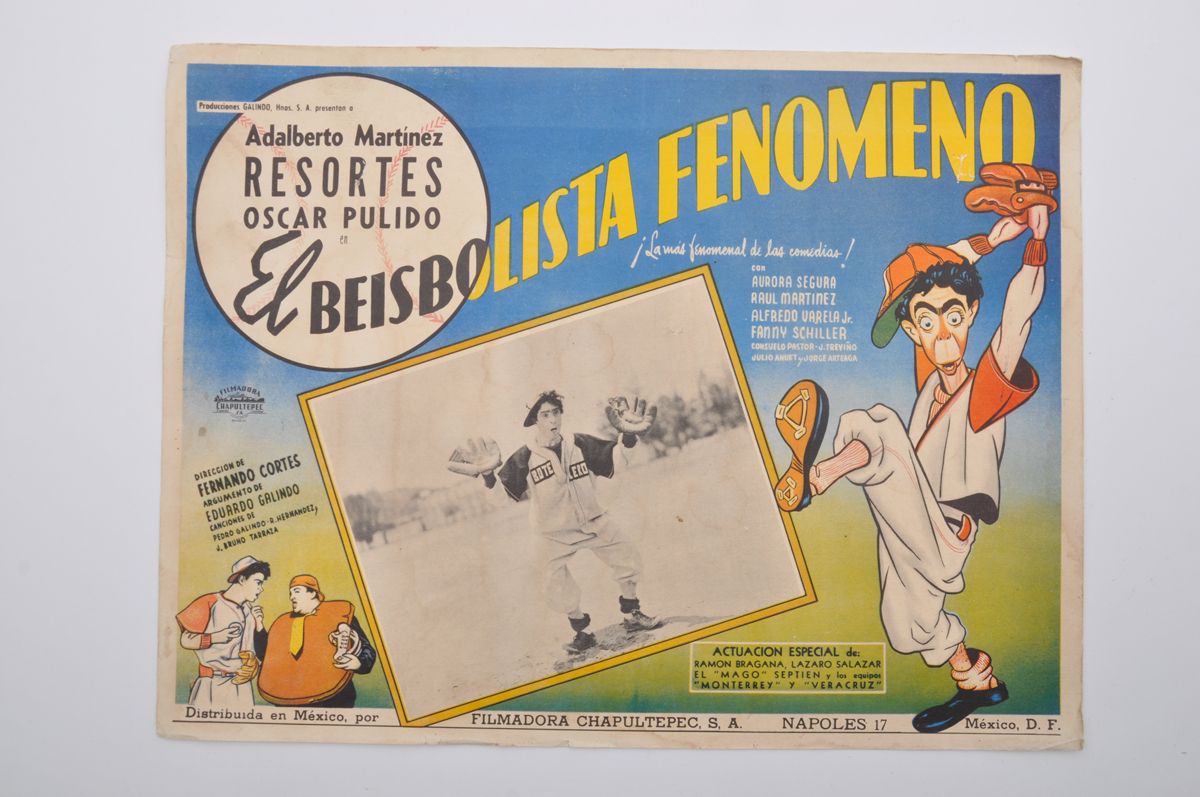 Producciones GALINDO, Hnos. S. A. presentan a
Adalberto Martínez
RESORTES
OSCAR PULIDO
en
El BEISBOLISTA FENOMENO
¡La más fenomenal de las comedias!
con
AURORA SEGURA
RAUL MARTINEZ
ALFREDO VARELA Jr.
FANNY SCHILLER
CONSUELO PASTOR - J. TREVIÑO
JULIO AHUET y JORGE ARTEAGA
FILMADORA
CHAPULTEPEC
S.A.
DIRECCION DE
FERNANDO CORTES
ARGUMENTO DE
EDUARDO GALINDO
CANCIONES DE
PEDRO GALINDO - R. HERNANDEZ y
J. BRUNO TARRAZA
ACTUACION ESPECIAL de:
RAMON BRAGANA, LAZARO SALAZAR
EL "MAGO" SEPTIEN y los equipos
"MONTERREY" Y "VERACRUZ"
Distribuida en México, por FILMADORA CHAPULTEPEC, S. A. NAPOLES 17 México, D. F.